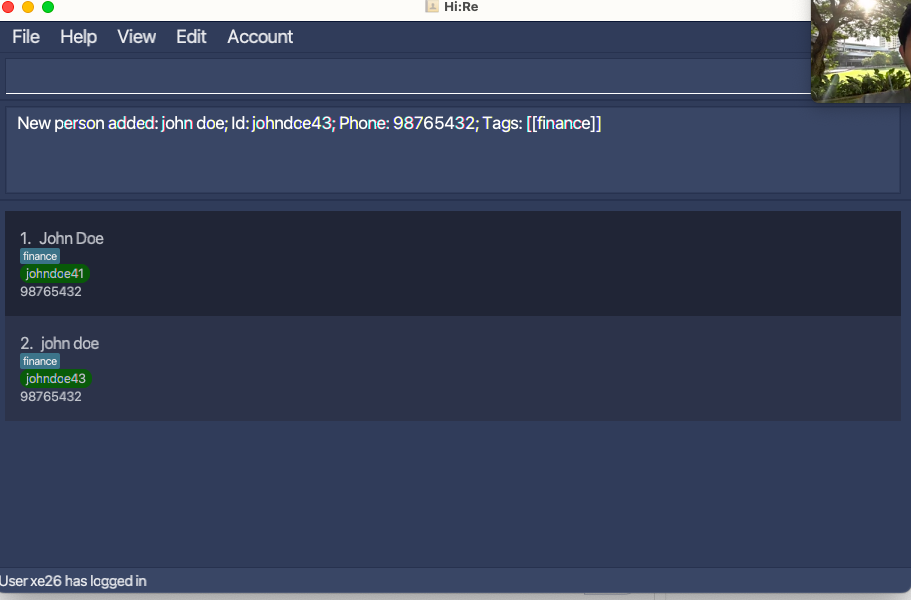 Hi:Re
File Help View Edit Account
New person added: john doe; Id: johndce43; Phone: 98765432; Tags: [[finance]]
1. John Doe
finance
johndce41
98765432
2. john doe
finance
johndce43
98765432
User xe26 has logged in